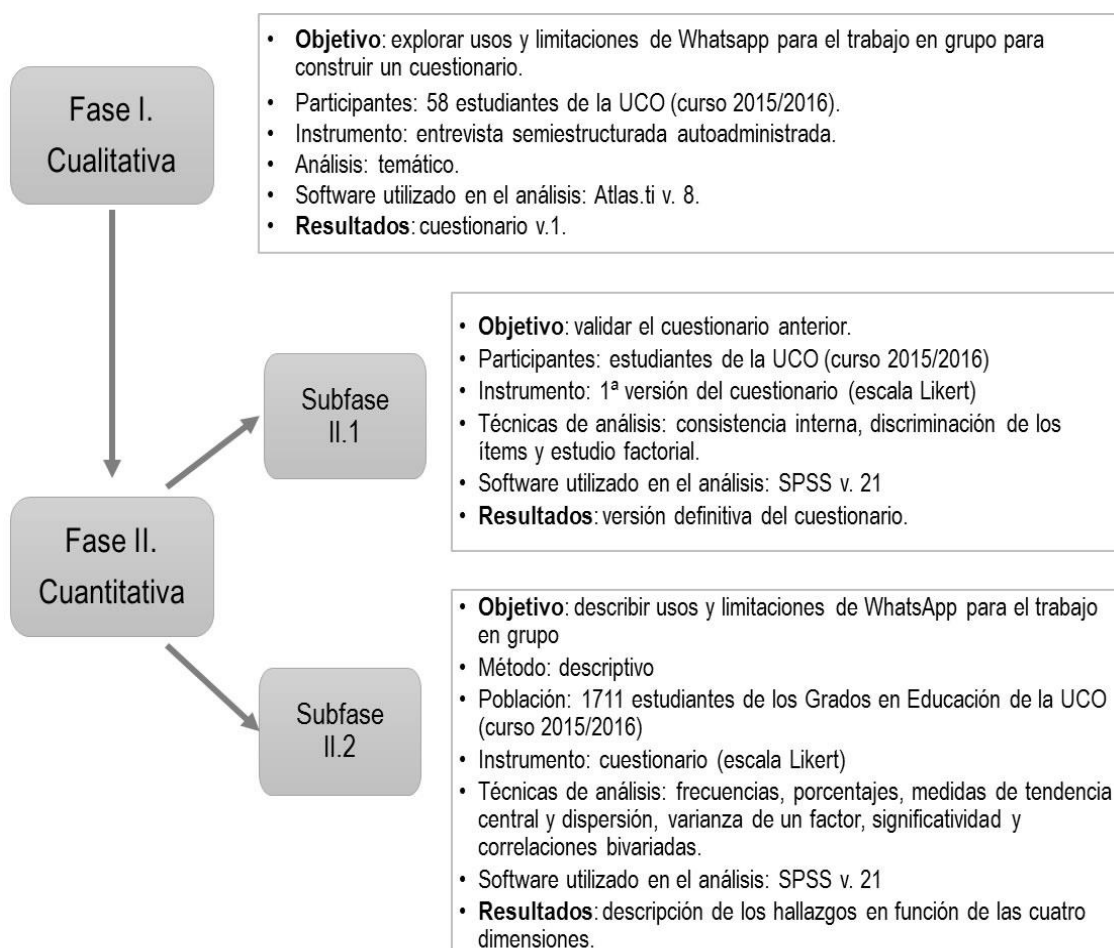 Fase I.
Cualitativa
• Objetivo: explorar usos y limitaciones de Whatsapp para el trabajo en grupo para
construir un cuestionario.
• Participantes: 58 estudiantes de la UCO (curso 2015/2016).
• Instrumento: entrevista semiestructurada autoadministrada.
• Análisis: temático.
• Software utilizado en el análisis: Atlas.ti v. 8.
• Resultados: cuestionario v.1.
Fase II.
Cuantitativa
Subfase
II.1
• Objetivo: validar el cuestionario anterior.
• Participantes: estudiantes de la UCO (curso 2015/2016)
• Instrumento: 1ª versión del cuestionario (escala Likert)
• Técnicas de análisis: consistencia interna, discriminación de los
ítems y estudio factorial.
• Software utilizado en el análisis: SPSS v. 21
• Resultados: versión definitiva del cuestionario.
Subfase
II.2
• Objetivo: describir usos y limitaciones de WhatsApp para el trabajo
en grupo
• Método: descriptivo
• Población: 1711 estudiantes de los Grados en Educación de la UCO
(curso 2015/2016)
• Instrumento: cuestionario (escala Likert)
• Técnicas de análisis: frecuencias, porcentajes, medidas de tendencia
central y dispersión, varianza de un factor, significatividad y
correlaciones bivariadas.
• Software utilizado en el análisis: SPSS v. 21
• Resultados: descripción de los hallazgos en función de las cuatro
dimensiones.